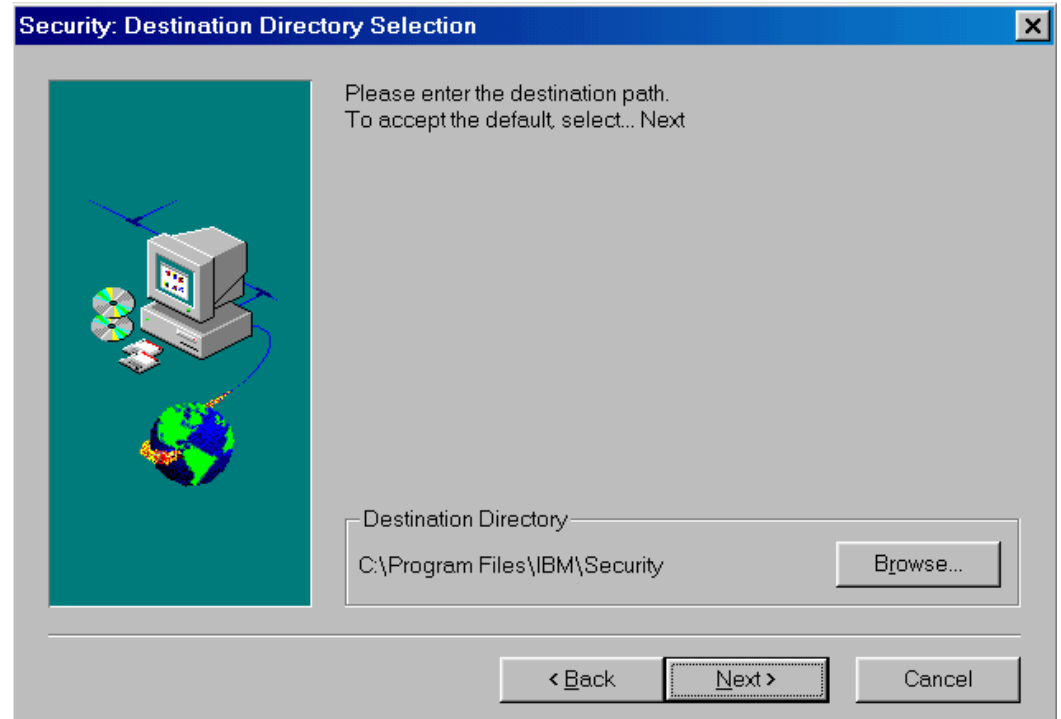 Security: Destination Directory Selection
Please enter the destination path.
To accept the default, select... Next
Destination Directory
C:\Program Files\IBM\Security
Browse...
< Back
Next >
Cancel